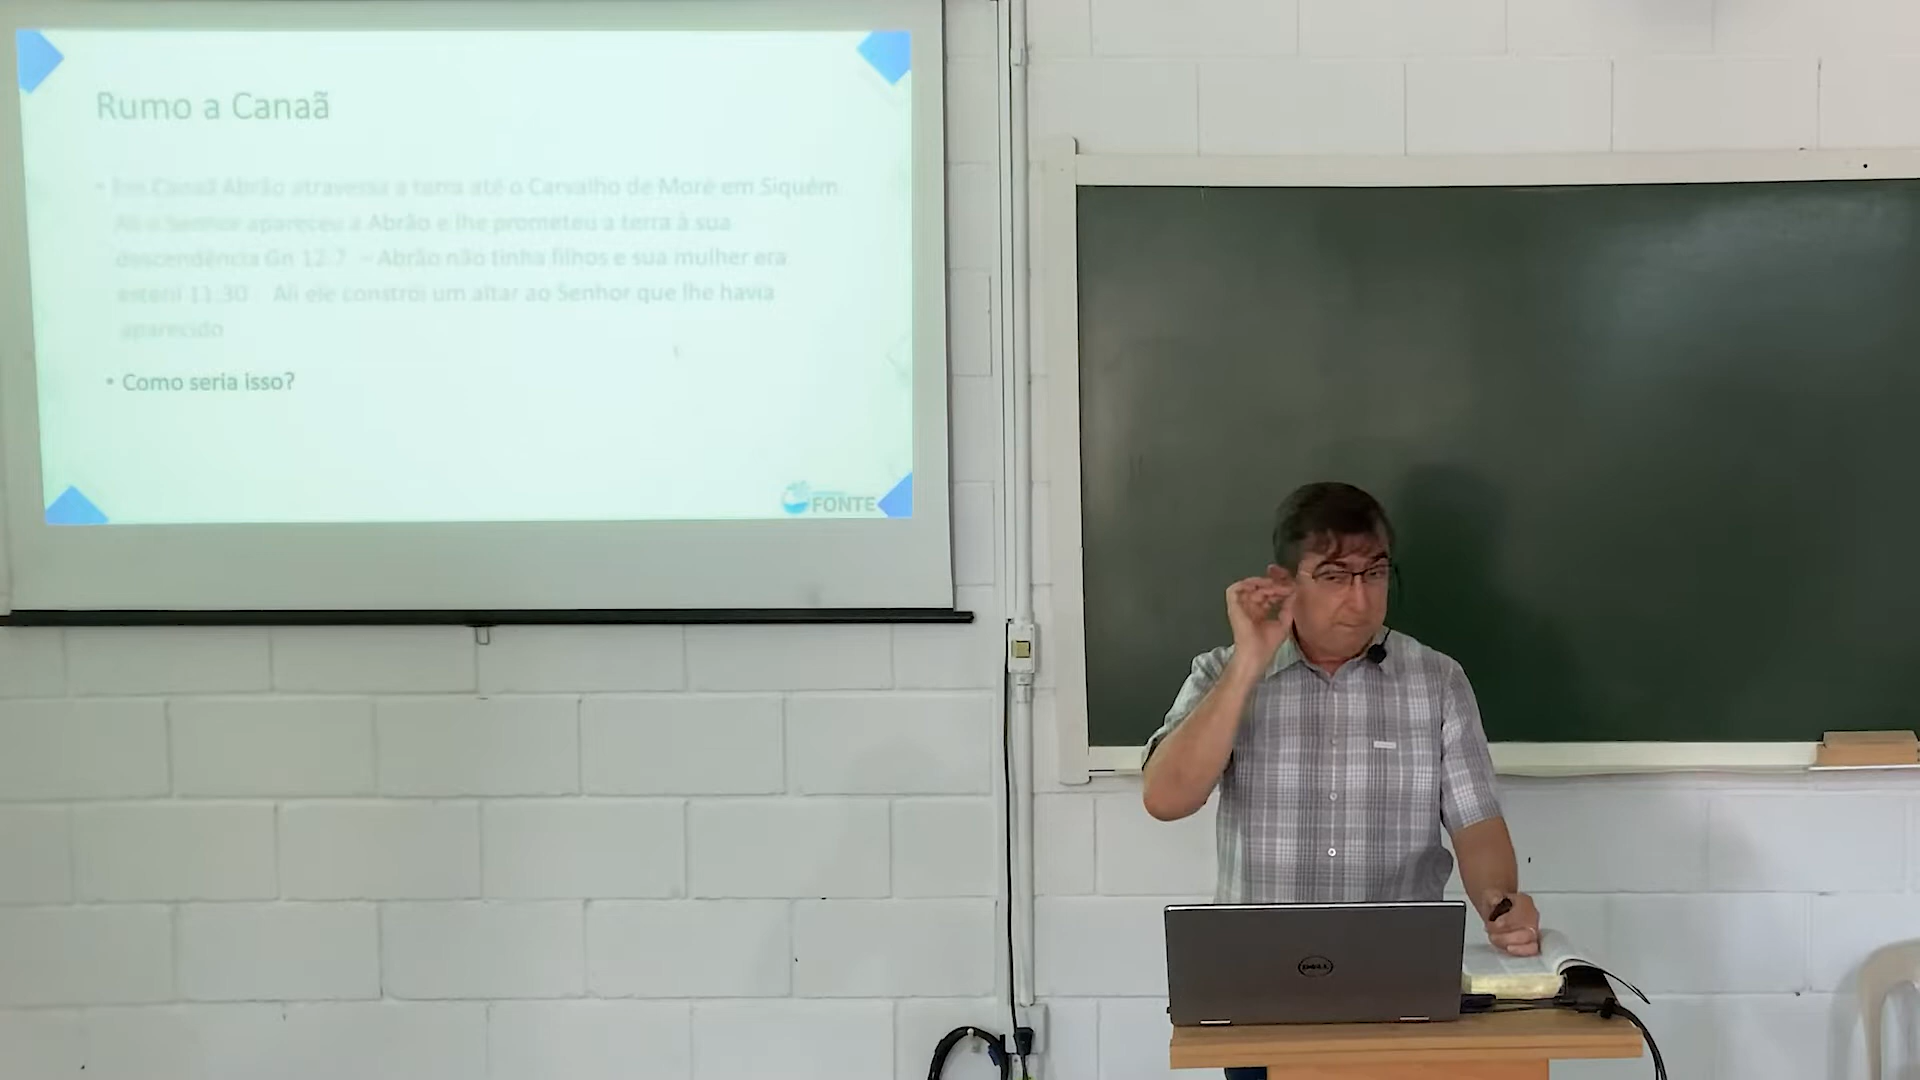 Rumo a Canaã
• Em Canaã Abrão atravessa a terra até o Carvalho de Moré em Siquém
Ali o Senhor apareceu a Abrão e lhe prometeu a terra à sua
descendência Gn 12.7 – Abrão não tinha filhos e sua mulher era
esteril 11.30 Ali ele constroi um altar ao Senhor que lhe havia
aparecido
• Como seria isso?
FONTE
DELL